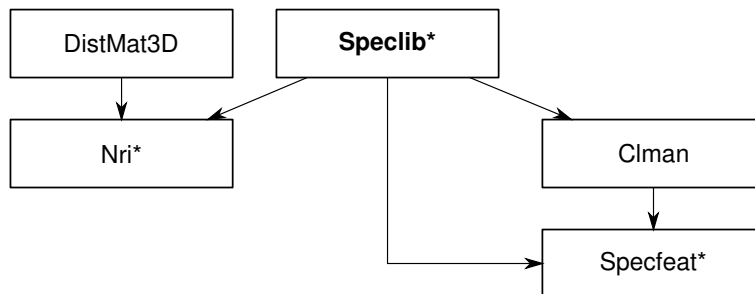 DistMat3D
Speclib*
Nri*
Clman
Specfeat*